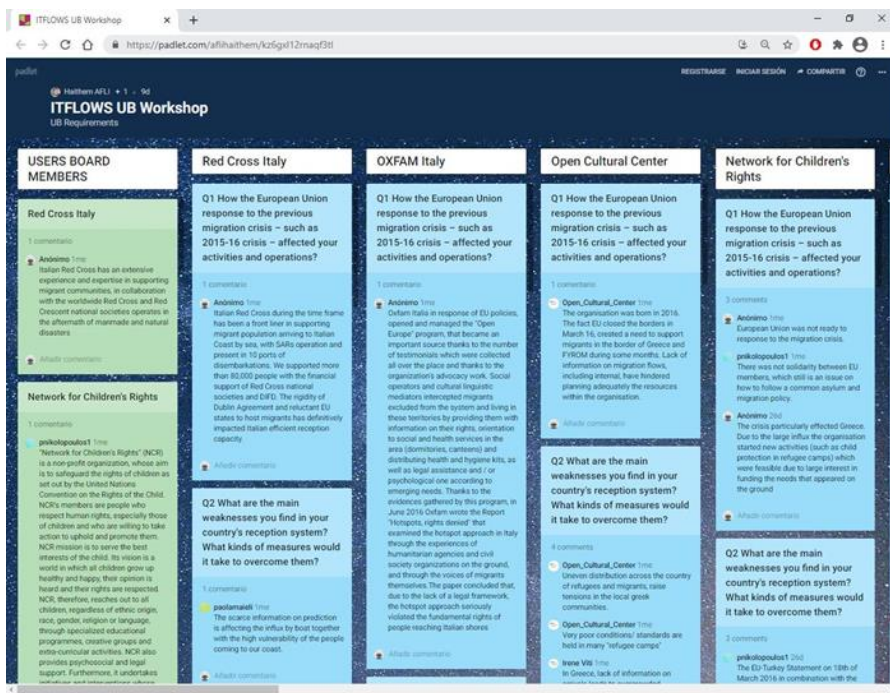 ITFLOWS UB Workshop
https://padlet.com/aflihaithem/kz6gxl12rnaqf3tl
padlet
REGISTRARSE INICIAR SESIÓN COMPARTIR
Haithem AFLI + 1 9d
ITFLOWS UB Workshop
UB Requirements
USERS BOARD
MEMBERS
Red Cross Italy
1 comentario
Anónimo 1me
Italian Red Cross has an extensive
experience and expertise in supporting
migrant communities, in collaboration
with the worldwide Red Cross and Red
Crescent national societies operates in
the aftermath of manmade and natural
disasters
Añadir comentario
Network for Children's Rights
1 comentario
pnikolopoulos1 1me
"Network for Children's Rights" (NCR)
is a non-profit organization, whose aim
is to safeguard the rights of children as
set out by the United Nations
Convention on the Rights of the Child.
NCR's members are people who
respect human rights, especially those
of children and who are willing to take
action to uphold and promote them.
NCR mission is to serve the best
interests of the child. Its vision is a
world in which all children grow up
healthy and happy, their opinion is
heard and their rights are respected.
NCR, therefore, reaches out to all
children, regardless of ethnic origin,
race, gender, religion or language,
through specialized educational
programmes, creative groups and
extra-curricular activities. NCR also
provides psychosocial and legal
support. Furthermore, it undertakes
initiatives and interventions whose
Red Cross Italy
Q1 How the European Union
response to the previous
migration crisis – such as
2015-16 crisis – affected your
activities and operations?
1 comentario
Anónimo 1me
Italian Red Cross during the time frame
has been a front liner in supporting
migrant population arriving to Italian
Coast by sea, with SARs operation and
present in 10 ports of
disembarkations. We supported more
than 80,000 people with the financial
support of Red Cross national
societies and DIFD. The rigidity of
Dublin Agreement and reluctant EU
states to host migrants has definitively
impacted Italian efficient reception
capacity
Añadir comentario
Q2 What are the main
weaknesses you find in your
country's reception system?
What kinds of measures would
it take to overcome them?
1 comentario
paolamaieli 1me
The scarce information on prediction
is affecting the influx by boat together
with the high vulnerability of the people
coming to our coast.
Añadir comentario
OXFAM Italy
Q1 How the European Union
response to the previous
migration crisis – such as
2015-16 crisis – affected your
activities and operations?
1 comentario
Anónimo 1me
Oxfam Italia in response of EU policies,
opened and managed the "Open
Europe" program, that became an
important source thanks to the number
of testimonials which were collected
all over the place and thanks to the
organization's advocacy work. Social
operators and cultural linguistic
mediators intercepted migrants
excluded from the system and living in
these territories by providing them with
information on their rights, orientation
to social and health services in the
area (dormitories, canteens) and
distributing health and hygiene kits, as
well as legal assistance and / or
psychological one according to
emerging needs. Thanks to the
evidences gathered by this program, in
June 2016 Oxfam wrote the Report
"Hotspots, rights denied" that
examined the hotspot approach in Italy
through the experiences of
humanitarian agencies and civil
society organizations on the ground,
and through the voices of migrants
themselves. The paper concluded that,
due to the lack of a legal framework,
the hotspot approach seriously
violated the fundamental rights of
people reaching Italian shores
Añadir comentario
Open Cultural Center
Q1 How the European Union
response to the previous
migration crisis – such as
2015-16 crisis – affected your
activities and operations?
1 comentario
Open_Cultural_Center 1me
The organisation was born in 2016.
The fact EU closed the borders in
March 16, created a need to support
migrants in the border of Greece and
FYROM during some months. Lack of
information on migration flows,
including internal, have hindered
planning adequately the resources
within the organisation.
Añadir comentario
Q2 What are the main
weaknesses you find in your
country's reception system?
What kinds of measures would
it take to overcome them?
4 comments
Open_Cultural_Center 1me
Uneven distribution across the country
of refugees and migrants, raise
tensions in the local greek
communities.
Open_Cultural_Center 1me
Very poor conditions/ standards are
held in many "refugee camps"
Irene Viti 1me
In Greece, lack of information on
Network for Children's
Rights
Q1 How the European Union
response to the previous
migration crisis – such as
2015-16 crisis – affected your
activities and operations?
3 comments
Anónimo 1me
European Union was not ready to
response to the migration crisis.
pnikolopoulos1 1me
There was not solidarity between EU
members, which still is an issue on
how to follow a common asylum and
migration policy.
Anónimo 26d
The crisis particularly effected Greece.
Due to the large influx the organisation
started new activities (such as child
protection in refugee camps) which
were feasible due to large interest in
funding the needs that appeared on
the ground
Añadir comentario
Q2 What are the main
weaknesses you find in your
country's reception system?
What kinds of measures would
it take to overcome them?
3 comments
pnikolopoulos1 26d
The EU-Turkey Statement on 18th of
March 2016 in combination with the